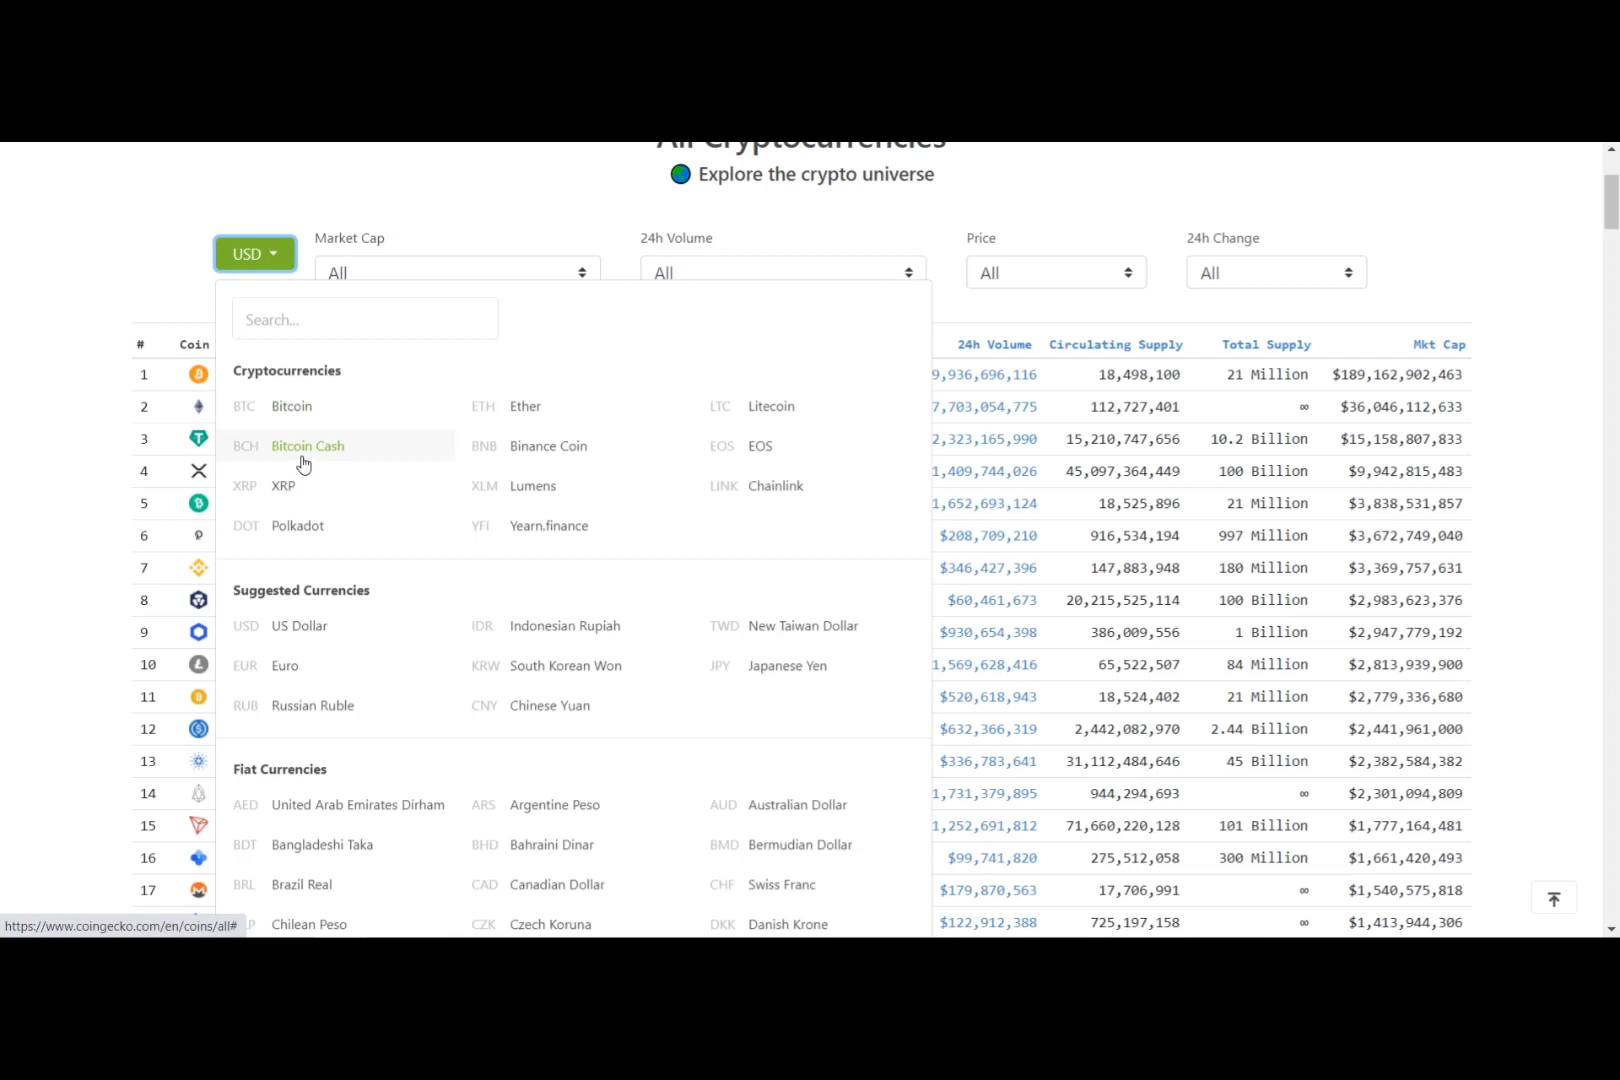 All Cryptocurrencies
Explore the crypto universe
USD
Market Cap
24h Volume
Price
24h Change
All
All
All
All
Search...
# Coin
24h Volume Circulating Supply Total Supply Mkt Cap
Cryptocurrencies
BTC Bitcoin ETH Ether LTC Litecoin
BCH Bitcoin Cash BNB Binance Coin EOS EOS
XRP XRP XLM Lumens LINK Chainlink
DOT Polkadot YFI Yearn.finance
Suggested Currencies
USD US Dollar IDR Indonesian Rupiah TWD New Taiwan Dollar
EUR Euro KRW South Korean Won JPY Japanese Yen
RUB Russian Ruble CNY Chinese Yuan
Fiat Currencies
AED United Arab Emirates Dirham ARS Argentine Peso AUD Australian Dollar
BDT Bangladeshi Taka BHD Bahraini Dinar BMD Bermudian Dollar
BRL Brazil Real CAD Canadian Dollar CHF Swiss Franc
Chilean Peso CZK Czech Koruna DKK Danish Krone
1 9,936,696,116 18,498,100 21 Million $189,162,902,463
2 7,703,054,775 112,727,401 ∞ $36,046,112,633
3 2,323,165,990 15,210,747,656 10.2 Billion $15,158,807,833
4 1,409,744,026 45,097,364,449 100 Billion $9,942,815,483
5 1,652,693,124 18,525,896 21 Million $3,838,531,857
6 $208,709,210 916,534,194 997 Million $3,672,749,040
7 $346,427,396 147,883,948 180 Million $3,369,757,631
8 $60,461,673 20,215,525,114 100 Billion $2,983,623,376
9 $930,654,398 386,009,556 1 Billion $2,947,779,192
10 1,569,628,416 65,522,507 84 Million $2,813,939,900
11 $520,618,943 18,524,402 21 Million $2,779,336,680
12 $632,366,319 2,442,082,970 2.44 Billion $2,441,961,000
13 $336,783,641 31,112,484,646 45 Billion $2,382,584,382
14 1,731,379,895 944,294,693 ∞ $2,301,094,809
15 1,252,691,812 71,660,220,128 101 Billion $1,777,164,481
16 $99,741,820 275,512,058 300 Million $1,661,420,493
17 $179,870,563 17,706,991 ∞ $1,540,575,818
$122,912,388 725,197,158 ∞ $1,413,944,306
https://www.coingecko.com/en/coins/all#